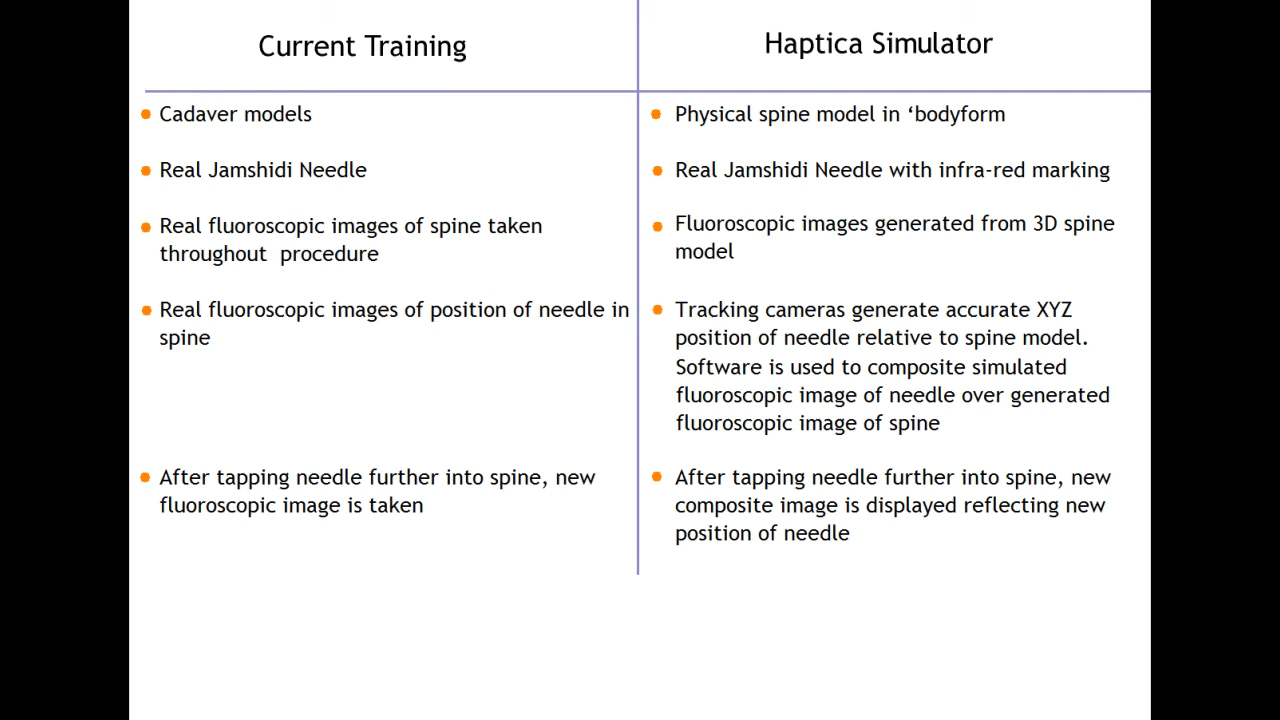 Current Training
Haptica Simulator
Cadaver models
Physical spine model in ‘bodyform
Real Jamshidi Needle
Real Jamshidi Needle with infra-red marking
Real fluoroscopic images of spine taken
throughout  procedure
Fluoroscopic images generated from 3D spine
model
Real fluoroscopic images of position of needle in
spine
Tracking cameras generate accurate XYZ
position of needle relative to spine model.
Software is used to composite simulated
fluoroscopic image of needle over generated
fluoroscopic image of spine
After tapping needle further into spine, new
fluoroscopic image is taken
After tapping needle further into spine, new
composite image is displayed reflecting new
position of needle